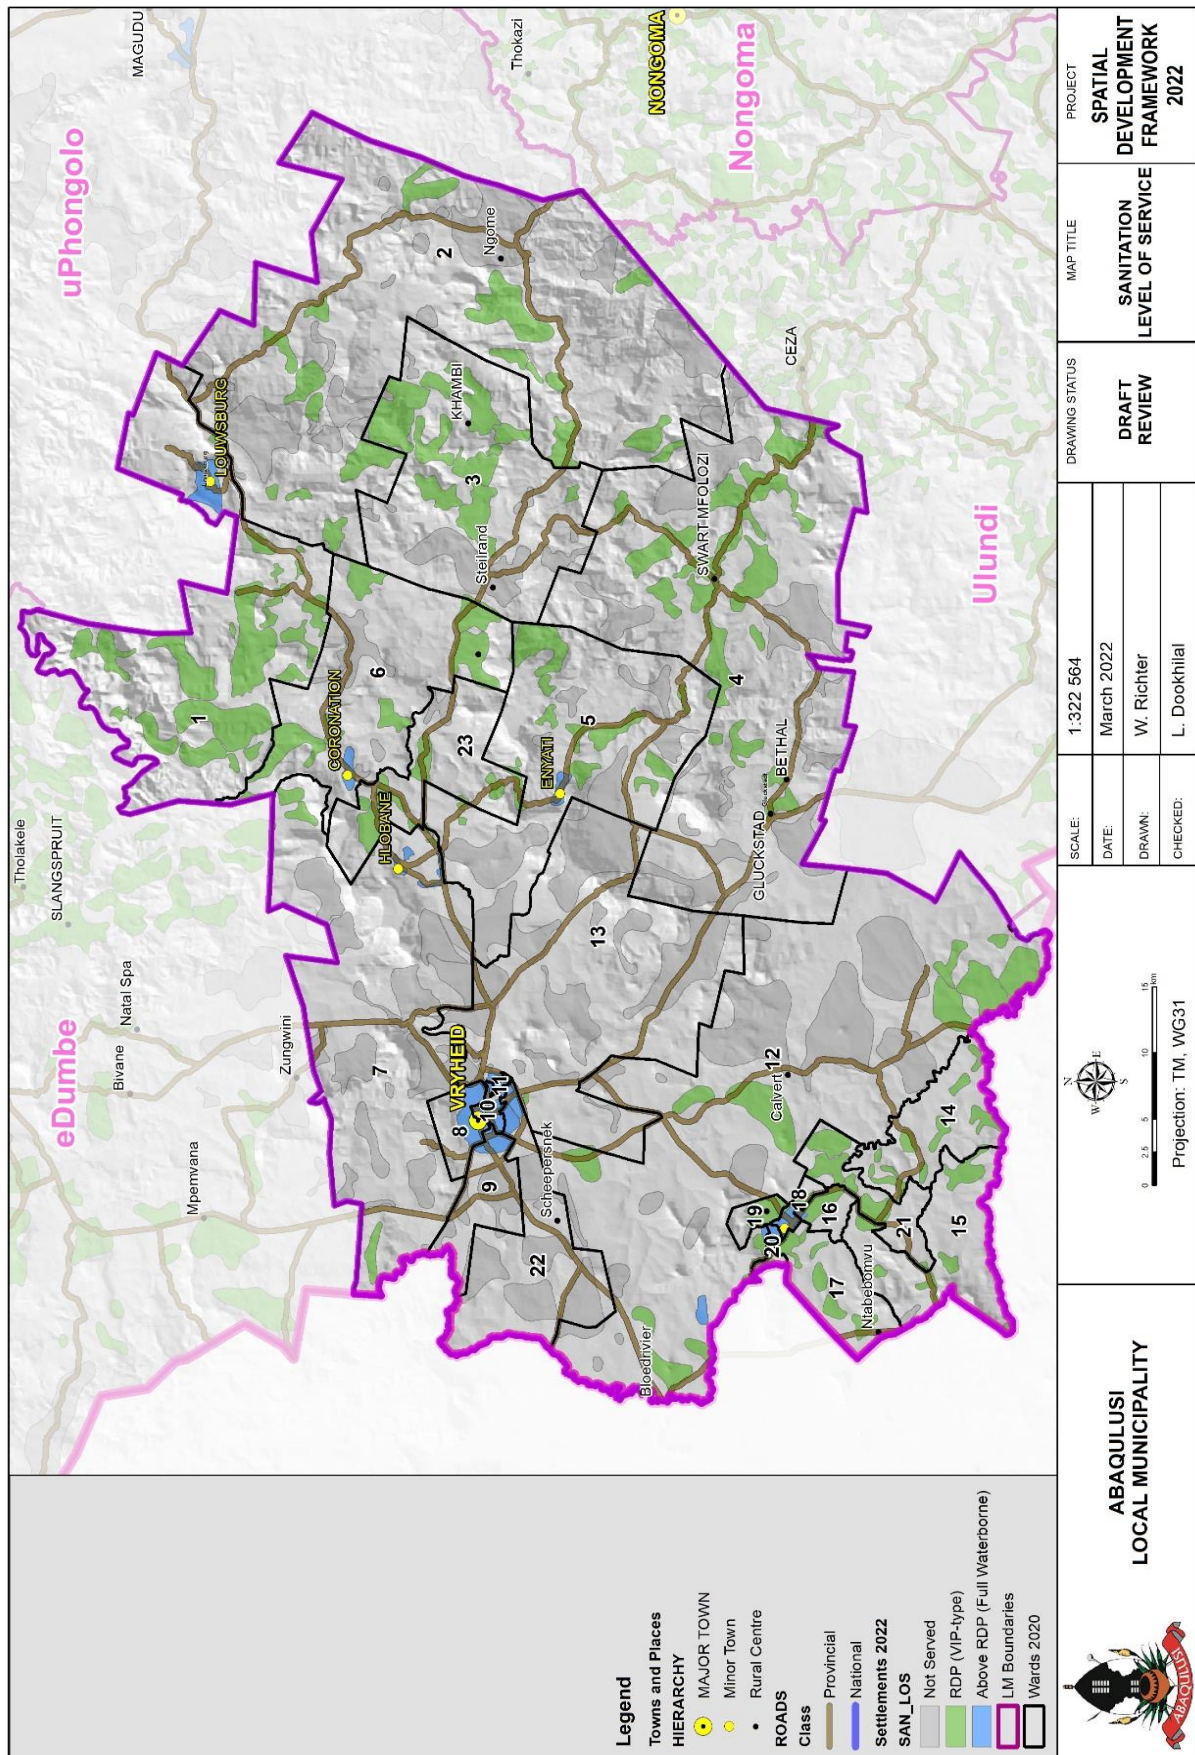 MAGUDU
uPhongolo
Thokazi
NONGOMA
Nongoma
Tholakele
SLANGSPRUIT
Natal Spa
Bivane
eDumbe
Zungwini
Mpemvana
LOUWSBURG
2
Ngome
KHAMBI
3
Steilrand
CEZA
1
CORONATION
6
SWART MFOLOZI
Ulundi
HLOBANE
23
ENYATI
5
4
BETHAL
GLUCKSTAD
13
7
VRYHEID
8
10
11
9
Scheepersnek
22
Calvert
12
14
18
19
20
16
21
15
17
Ntabebomvu
Bloedrivier
Legend
Towns and Places
HIERARCHY
MAJOR TOWN
Minor Town
Rural Centre
ROADS
Class
Provincial
National
Settlements 2022
SAN_LOS
Not Served
RDP (VIP-type)
Above RDP (Full Waterborne)
LM Boundaries
Wards 2020
ABAQULUSI
ABAQULUSI
LOCAL MUNICIPALITY
N
W
E
S
0 2.5 5 10 15
km
Projection: TM, WG31
SCALE: 1:322 564
DATE: March 2022
DRAWN: W. Richter
CHECKED: L. Dookhilal
DRAWING STATUS
DRAFT
REVIEW
MAP TITLE
SANITATION
LEVEL OF SERVICE
PROJECT
SPATIAL
DEVELOPMENT
FRAMEWORK
2022